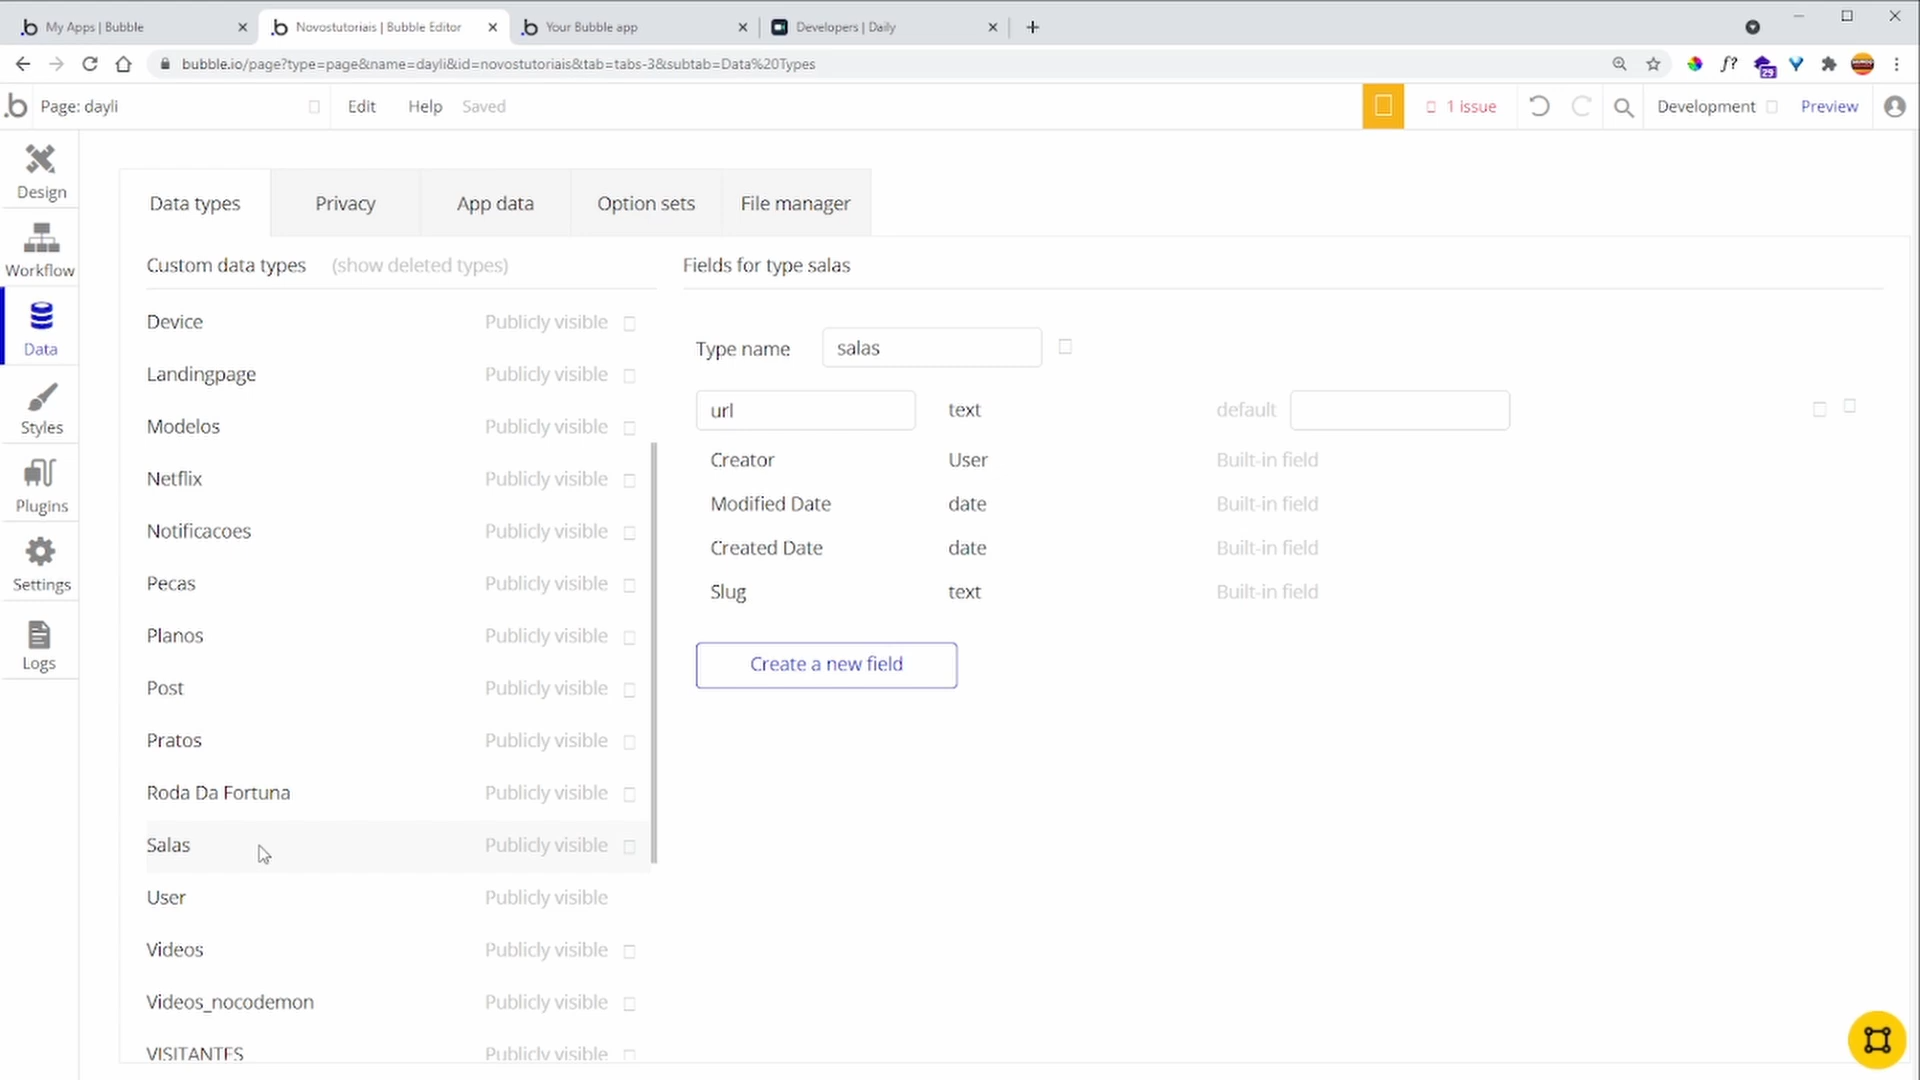 My Apps | Bubble
Novostutoriais | Bubble Editor
Your Bubble app
Developers | Daily
bubble.io/page?type=page&name=dayli&id=novostutoriais&tab=tabs-3&subtab=Data%20Types
f?
25
Page: dayli
Edit
Help
Saved
1 issue
Development
Preview
Design
Workflow
Data
Styles
Plugins
Settings
Logs
Data types
Privacy
App data
Option sets
File manager
Custom data types (show deleted types)
Device Publicly visible
Landingpage Publicly visible
Modelos Publicly visible
Netflix Publicly visible
Notificacoes Publicly visible
Pecas Publicly visible
Planos Publicly visible
Post Publicly visible
Pratos Publicly visible
Roda Da Fortuna Publicly visible
Salas Publicly visible
User Publicly visible
Videos Publicly visible
Videos_nocodemon Publicly visible
VISITANTES Publicly visible
Fields for type salas
Type name salas
url text default
Creator User Built-in field
Modified Date date Built-in field
Created Date date Built-in field
Slug text Built-in field
Create a new field